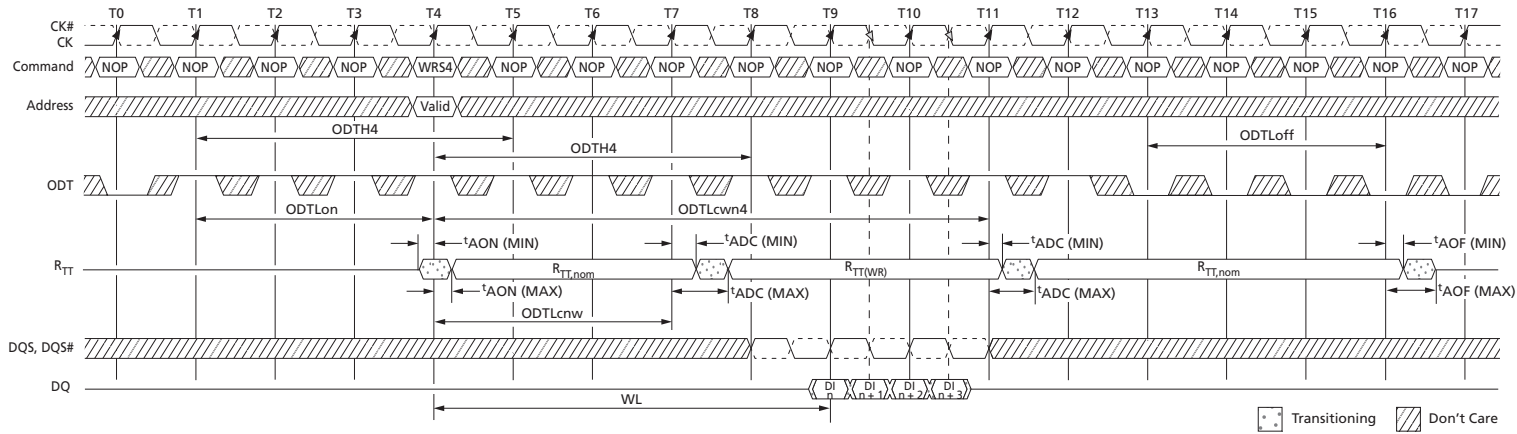 T0 T1 T2 T3 T4 T5 T6 T7 T8 T9 T10 T11 T12 T13 T14 T15 T16 T17
CK#
CK
Command NOP NOP NOP NOP WRS4 NOP NOP NOP NOP NOP NOP NOP NOP NOP NOP NOP NOP NOP
Address Valid
ODTH4 ODTLoff
ODTH4
ODT
ODTLon ODTLcwn4
tAON (MIN) tADC (MIN) tADC (MIN) tAOF (MIN)
RTT RTT,nom RTT(WR) RTT,nom
tAON (MAX) tADC (MAX) tADC (MAX) tAOF (MAX)
ODTLcnw
DQS, DQS#
DQ DI n DI n + 1 DI n + 2 DI n + 3
WL
Transitioning Don't Care